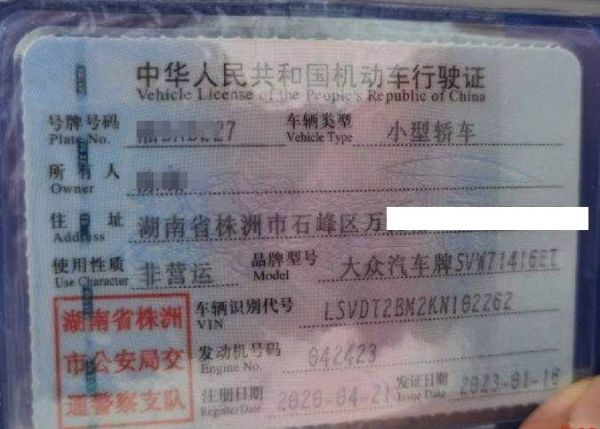 中华人民共和国机动车行驶证
Vehicle License of the People's Republic of China
号牌号码 27 车辆类型 小型轿车
Plate No. Vehicle Type
所有人
Owner
住址 湖南省株洲市石峰区万
Address
使用性质 非营运 品牌型号 大众汽车牌SVW71416ET
Use Character Model
湖南省株洲
市公安局交
通警察支队
车辆识别代号 LSVDT2BM2KN182262
VIN
发动机号码 042423
Engine No.
注册日期 2020-04-21 发证日期 2023-01-16
Register Date Issue Date